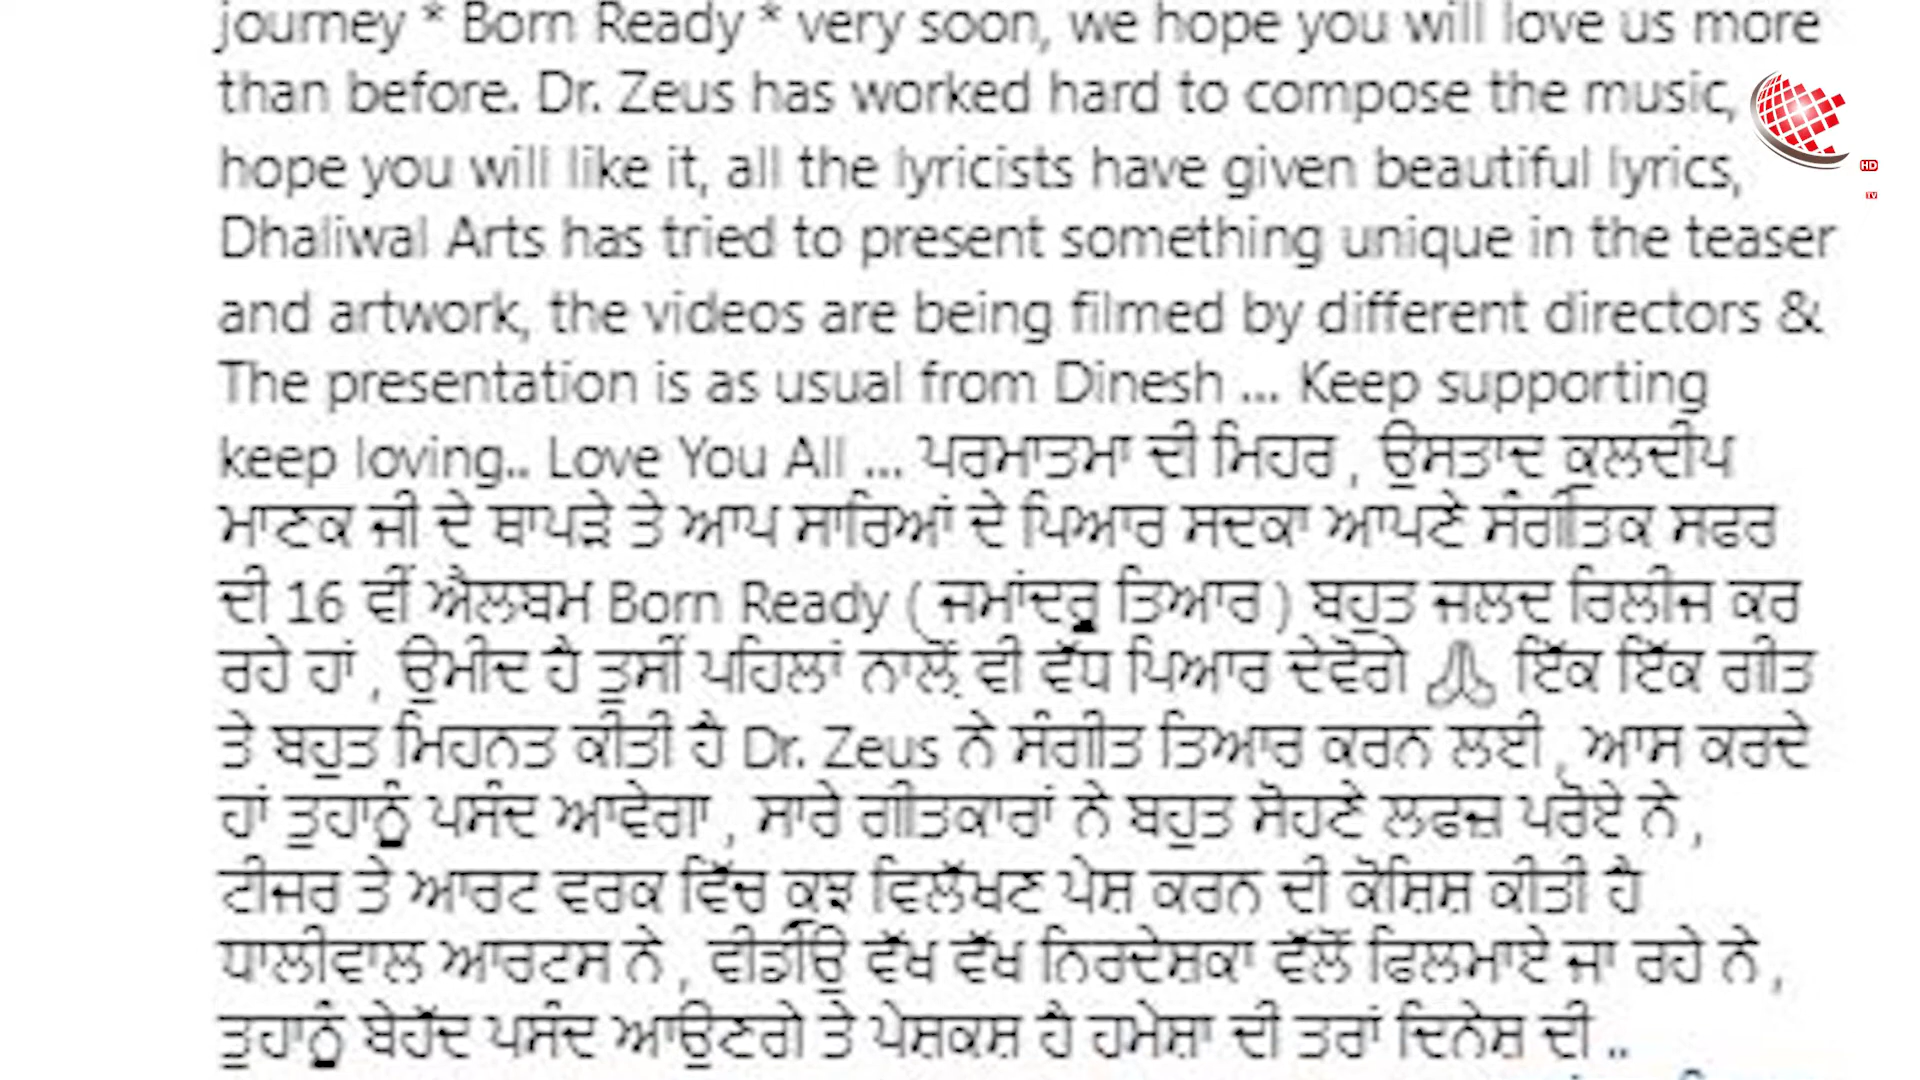 journey * Born Ready * very soon, we hope you will love us more
than before. Dr. Zeus has worked hard to compose the music,
hope you will like it, all the lyricists have given beautiful lyrics,
Dhaliwal Arts has tried to present something unique in the teaser
and artwork, the videos are being filmed by different directors &
The presentation is as usual from Dinesh ... Keep supporting
keep loving.. Love You All ... ਪਰਮਾਤਮਾ ਦੀ ਮਿਹਰ , ਉਸਤਾਦ ਕੁਲਦੀਪ
ਮਾਣਕ ਜੀ ਦੇ ਥਾਪੜੇ ਤੇ ਆਪ ਸਾਰਿਆਂ ਦੇ ਪਿਆਰ ਸਦਕਾ ਆਪਣੇ ਸੰਗੀਤਕ ਸਫਰ
ਦੀ 16 ਵੀਂ ਐਲਬਮ Born Ready ( ਜਮਾਂਦਰੂ ਤਿਆਰ ) ਬਹੁਤ ਜਲਦ ਰਿਲੀਜ ਕਰ
ਰਹੇ ਹਾਂ , ਉਮੀਦ ਹੈ ਤੁਸੀਂ ਪਹਿਲਾਂ ਨਾਲੋਂ ਵੀ ਵੱਧ ਪਿਆਰ ਦੇਵੋਗੇ 🙏 ਇੱਕ ਇੱਕ ਗੀਤ
ਤੇ ਬਹੁਤ ਮਿਹਨਤ ਕੀਤੀ ਹੈ Dr. Zeus ਨੇ ਸੰਗੀਤ ਤਿਆਰ ਕਰਨ ਲਈ , ਆਸ ਕਰਦੇ
ਹਾਂ ਤੁਹਾਨੂੰ ਪਸੰਦ ਆਵੇਗਾ , ਸਾਰੇ ਗੀਤਕਾਰਾਂ ਨੇ ਬਹੁਤ ਸੋਹਣੇ ਲਫਜ਼ ਪਰੋਏ ਨੇ ,
ਟੀਜਰ ਤੇ ਆਰਟ ਵਰਕ ਵਿੱਚ ਕੁਝ ਵਿਲੱਖਣ ਪੇਸ਼ ਕਰਨ ਦੀ ਕੋਸ਼ਿਸ਼ ਕੀਤੀ ਹੈ
ਧਾਲੀਵਾਲ ਆਰਟਸ ਨੇ , ਵੀਡੀਉ ਵੱਖ ਵੱਖ ਨਿਰਦੇਸ਼ਕਾ ਵੱਲੋਂ ਫਿਲਮਾਏ ਜਾ ਰਹੇ ਨੇ ,
ਤੁਹਾਨੂੰ ਬੇਹੱਦ ਪਸੰਦ ਆਉਣਗੇ ਤੇ ਪੇਸ਼ਕਸ਼ ਹੈ ਹਮੇਸ਼ਾ ਦੀ ਤਰਾਂ ਦਿਨੇਸ਼ ਦੀ ..
HD
TV